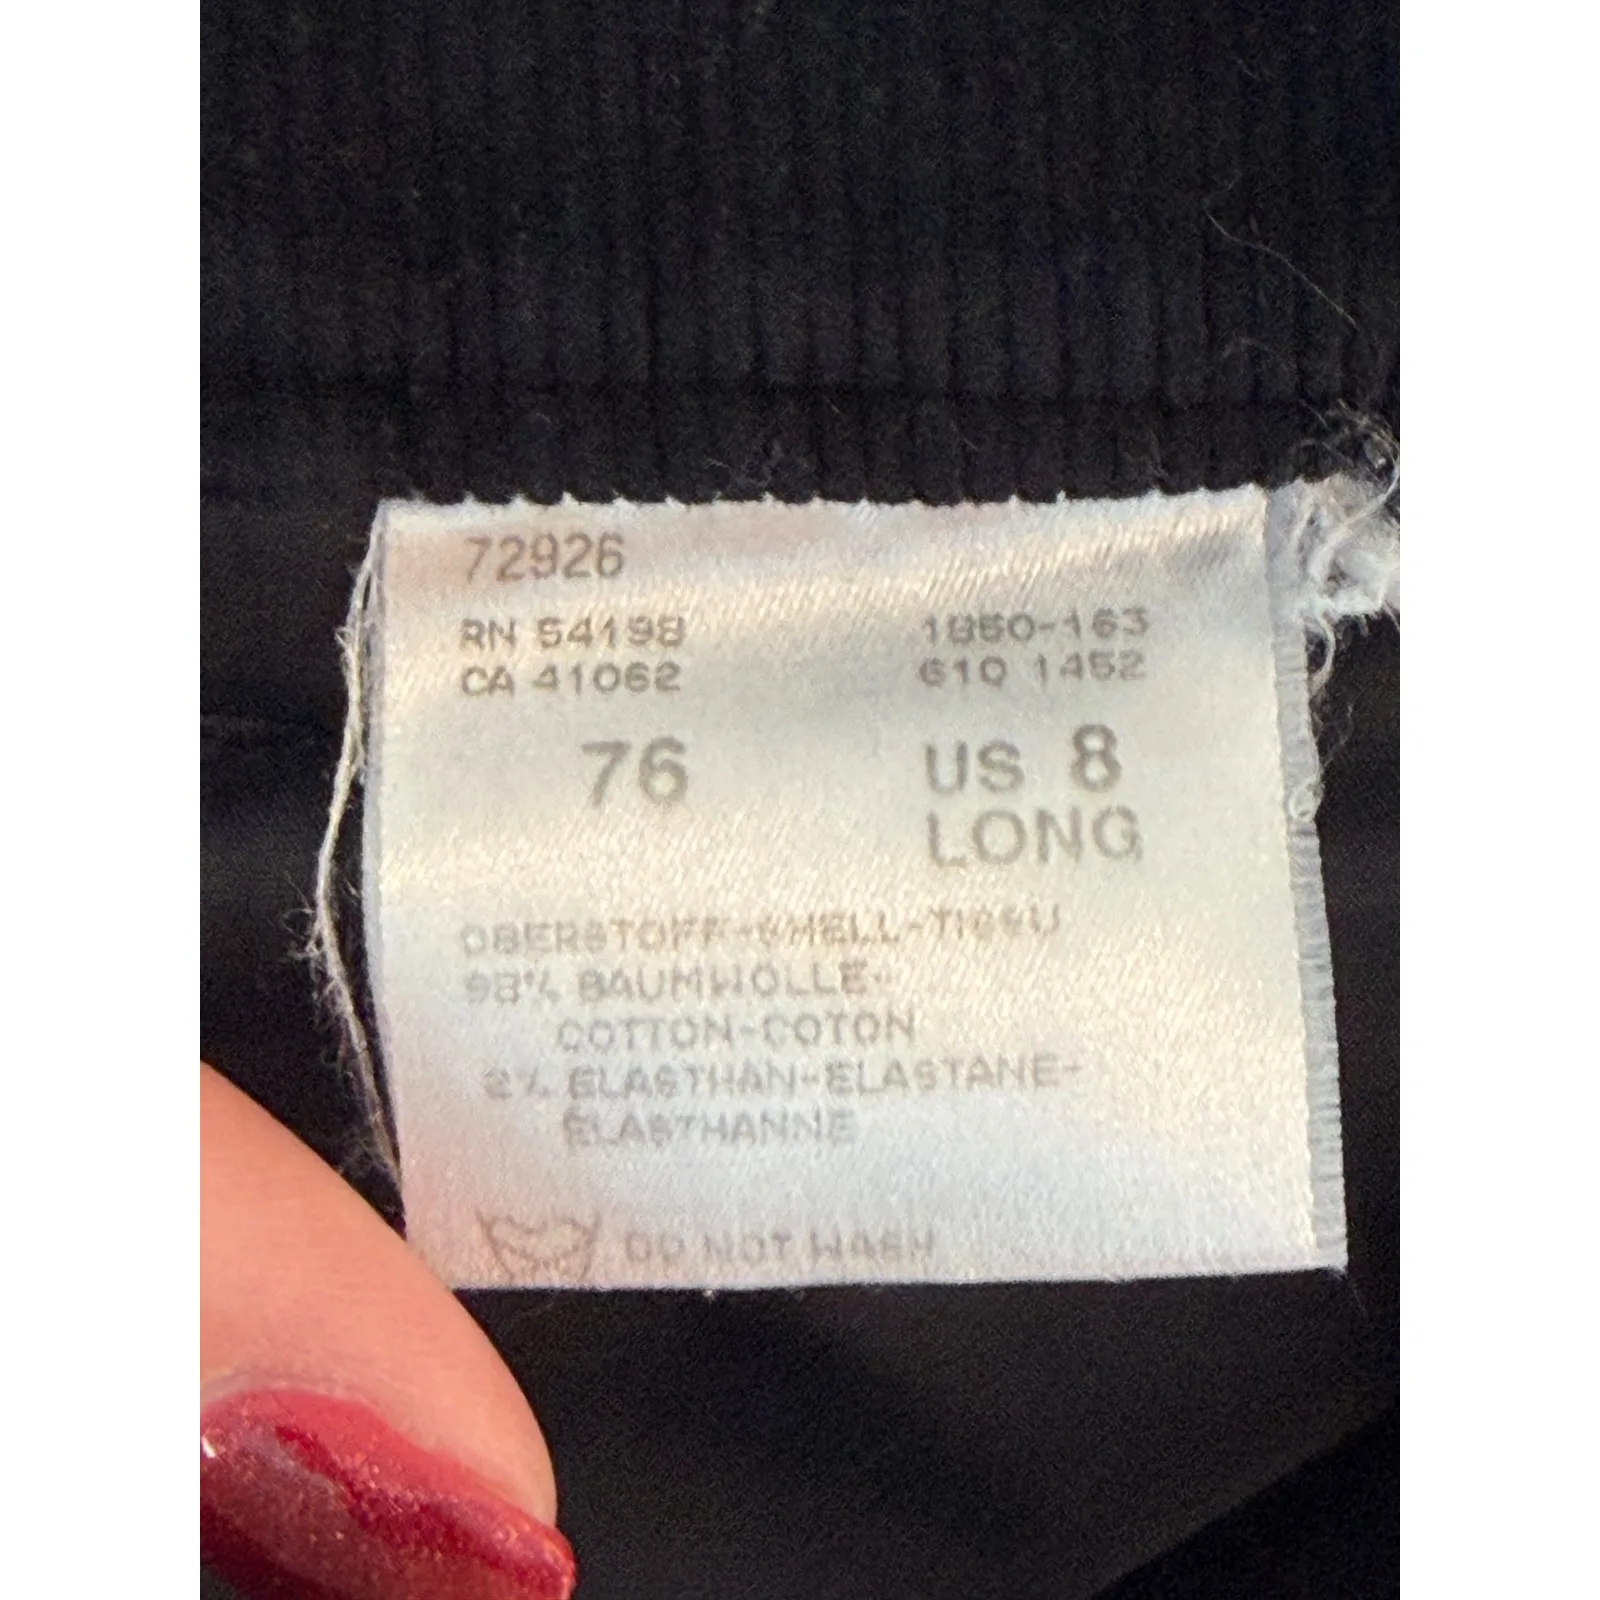 72926
RN 54198
CA 41062
1850-163
610 1452
76
US 8
LONG
OBERSTOFF-SHELL-TISSU
98% BAUMWOLLE-
COTTON-COTON
2% ELASTHAN-ELASTANE-
ELASTHANNE
DO NOT WASH